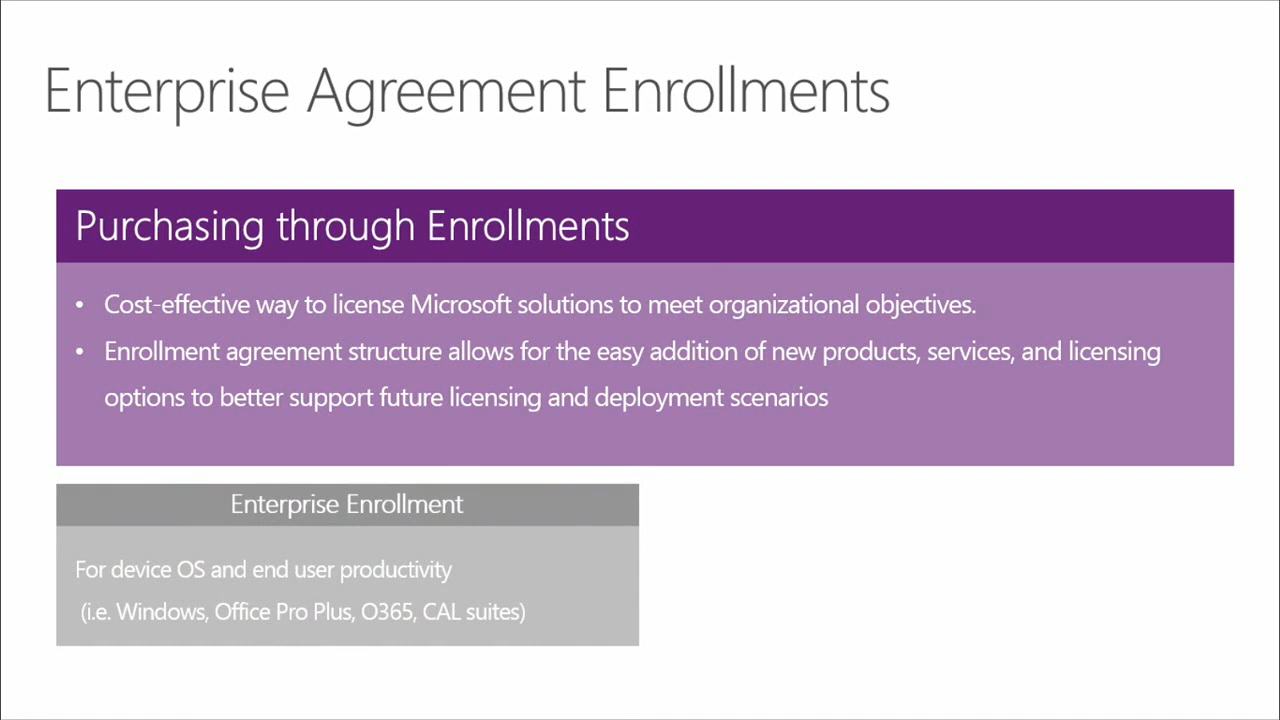 Enterprise Agreement Enrollments
Purchasing through Enrollments
• Cost-effective way to license Microsoft solutions to meet organizational objectives.
• Enrollment agreement structure allows for the easy addition of new products, services, and licensing
options to better support future licensing and deployment scenarios
Enterprise Enrollment
For device OS and end user productivity
(i.e. Windows, Office Pro Plus, O365, CAL suites)